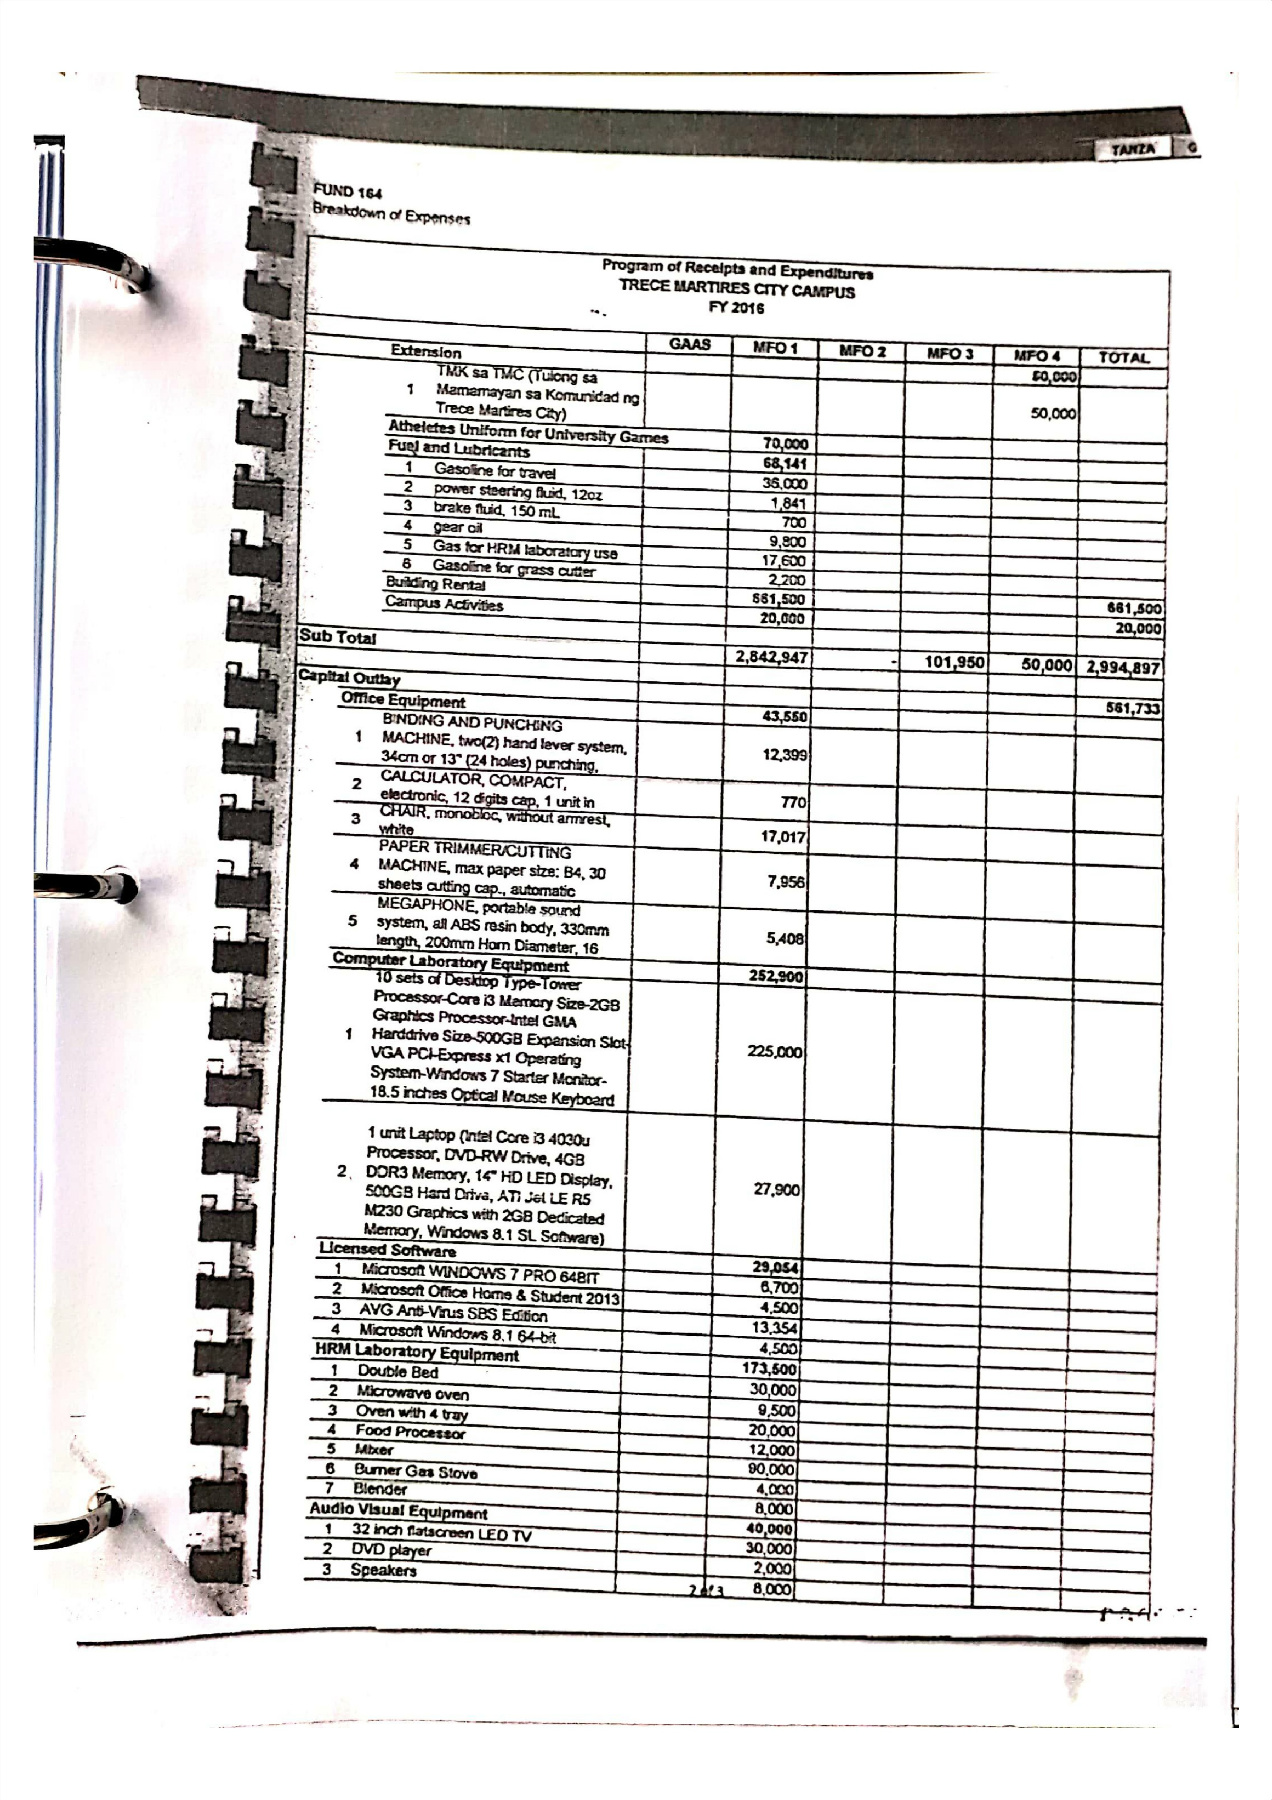 TANZA G
FUND 164
Breakdown of Expenses
Program of Receipts and Expenditures
TRECE MARTIRES CITY CAMPUS
FY 2016
GAAS MFO 1 MFO 2 MFO 3 MFO 4 TOTAL
Extension 50,000
TMK sa TMC (Tulong sa
1 Mamamayan sa Komunidad ng 50,000
Trece Martires City)
Atheletes Uniform for University Games 70,000
Fuel and Lubricants 68,141
1 Gasoline for travel 36,000
2 power steering fluid, 12oz 1,841
3 brake fluid, 150 mL 700
4 gear oil 9,800
5 Gas for HRM laboratory use 17,600
6 Gasoline for grass cutter 2,200
Building Rental 661,500 661,500
Campus Activities 20,000 20,000
Sub Total 2,842,947 - 101,950 50,000 2,994,897
Capital Outlay 561,733
Office Equipment 43,550
BINDING AND PUNCHING
1 MACHINE, two(2) hand lever system, 12,399
34cm or 13" (24 holes) punching,
CALCULATOR, COMPACT,
2 electronic, 12 digits cap, 1 unit in 770
3 CHAIR, monobloc, without armrest, 17,017
white
PAPER TRIMMER/CUTTING
4 MACHINE, max paper size: B4, 30 7,956
sheets cutting cap., automatic
MEGAPHONE, portable sound
5 system, all ABS resin body, 330mm 5,408
length, 200mm Horn Diameter, 16
Computer Laboratory Equipment 252,900
10 sets of Desktop Type-Tower
Processor-Core i3 Memory Size-2GB
Graphics Processor-Intel GMA
1 Harddrive Size-500GB Expansion Slot- 225,000
VGA PCI-Express x1 Operating
System-Windows 7 Starter Monitor-
18.5 inches Optical Mouse Keyboard
1 unit Laptop (Intel Core i3 4030u
Processor, DVD-RW Drive, 4GB
2 DDR3 Memory, 14" HD LED Display, 27,900
500GB Hard Drive, ATI Jet LE R5
M230 Graphics with 2GB Dedicated
Memory, Windows 8.1 SL Software)
Licensed Software 29,054
1 Microsoft WINDOWS 7 PRO 64BIT 6,700
2 Microsoft Office Home & Student 2013 4,500
3 AVG Anti-Virus SBS Edition 13,354
4 Microsoft Windows 8.1 64-bit 4,500
HRM Laboratory Equipment 173,500
1 Double Bed 30,000
2 Microwave oven 9,500
3 Oven with 4 tray 20,000
4 Food Processor 12,000
5 Mixer 90,000
6 Burner Gas Stove 4,000
7 Blender 8,000
Audio Visual Equipment 40,000
1 32 inch flatscreen LED TV 30,000
2 DVD player 2,000
3 Speakers 8,000
2 of 3